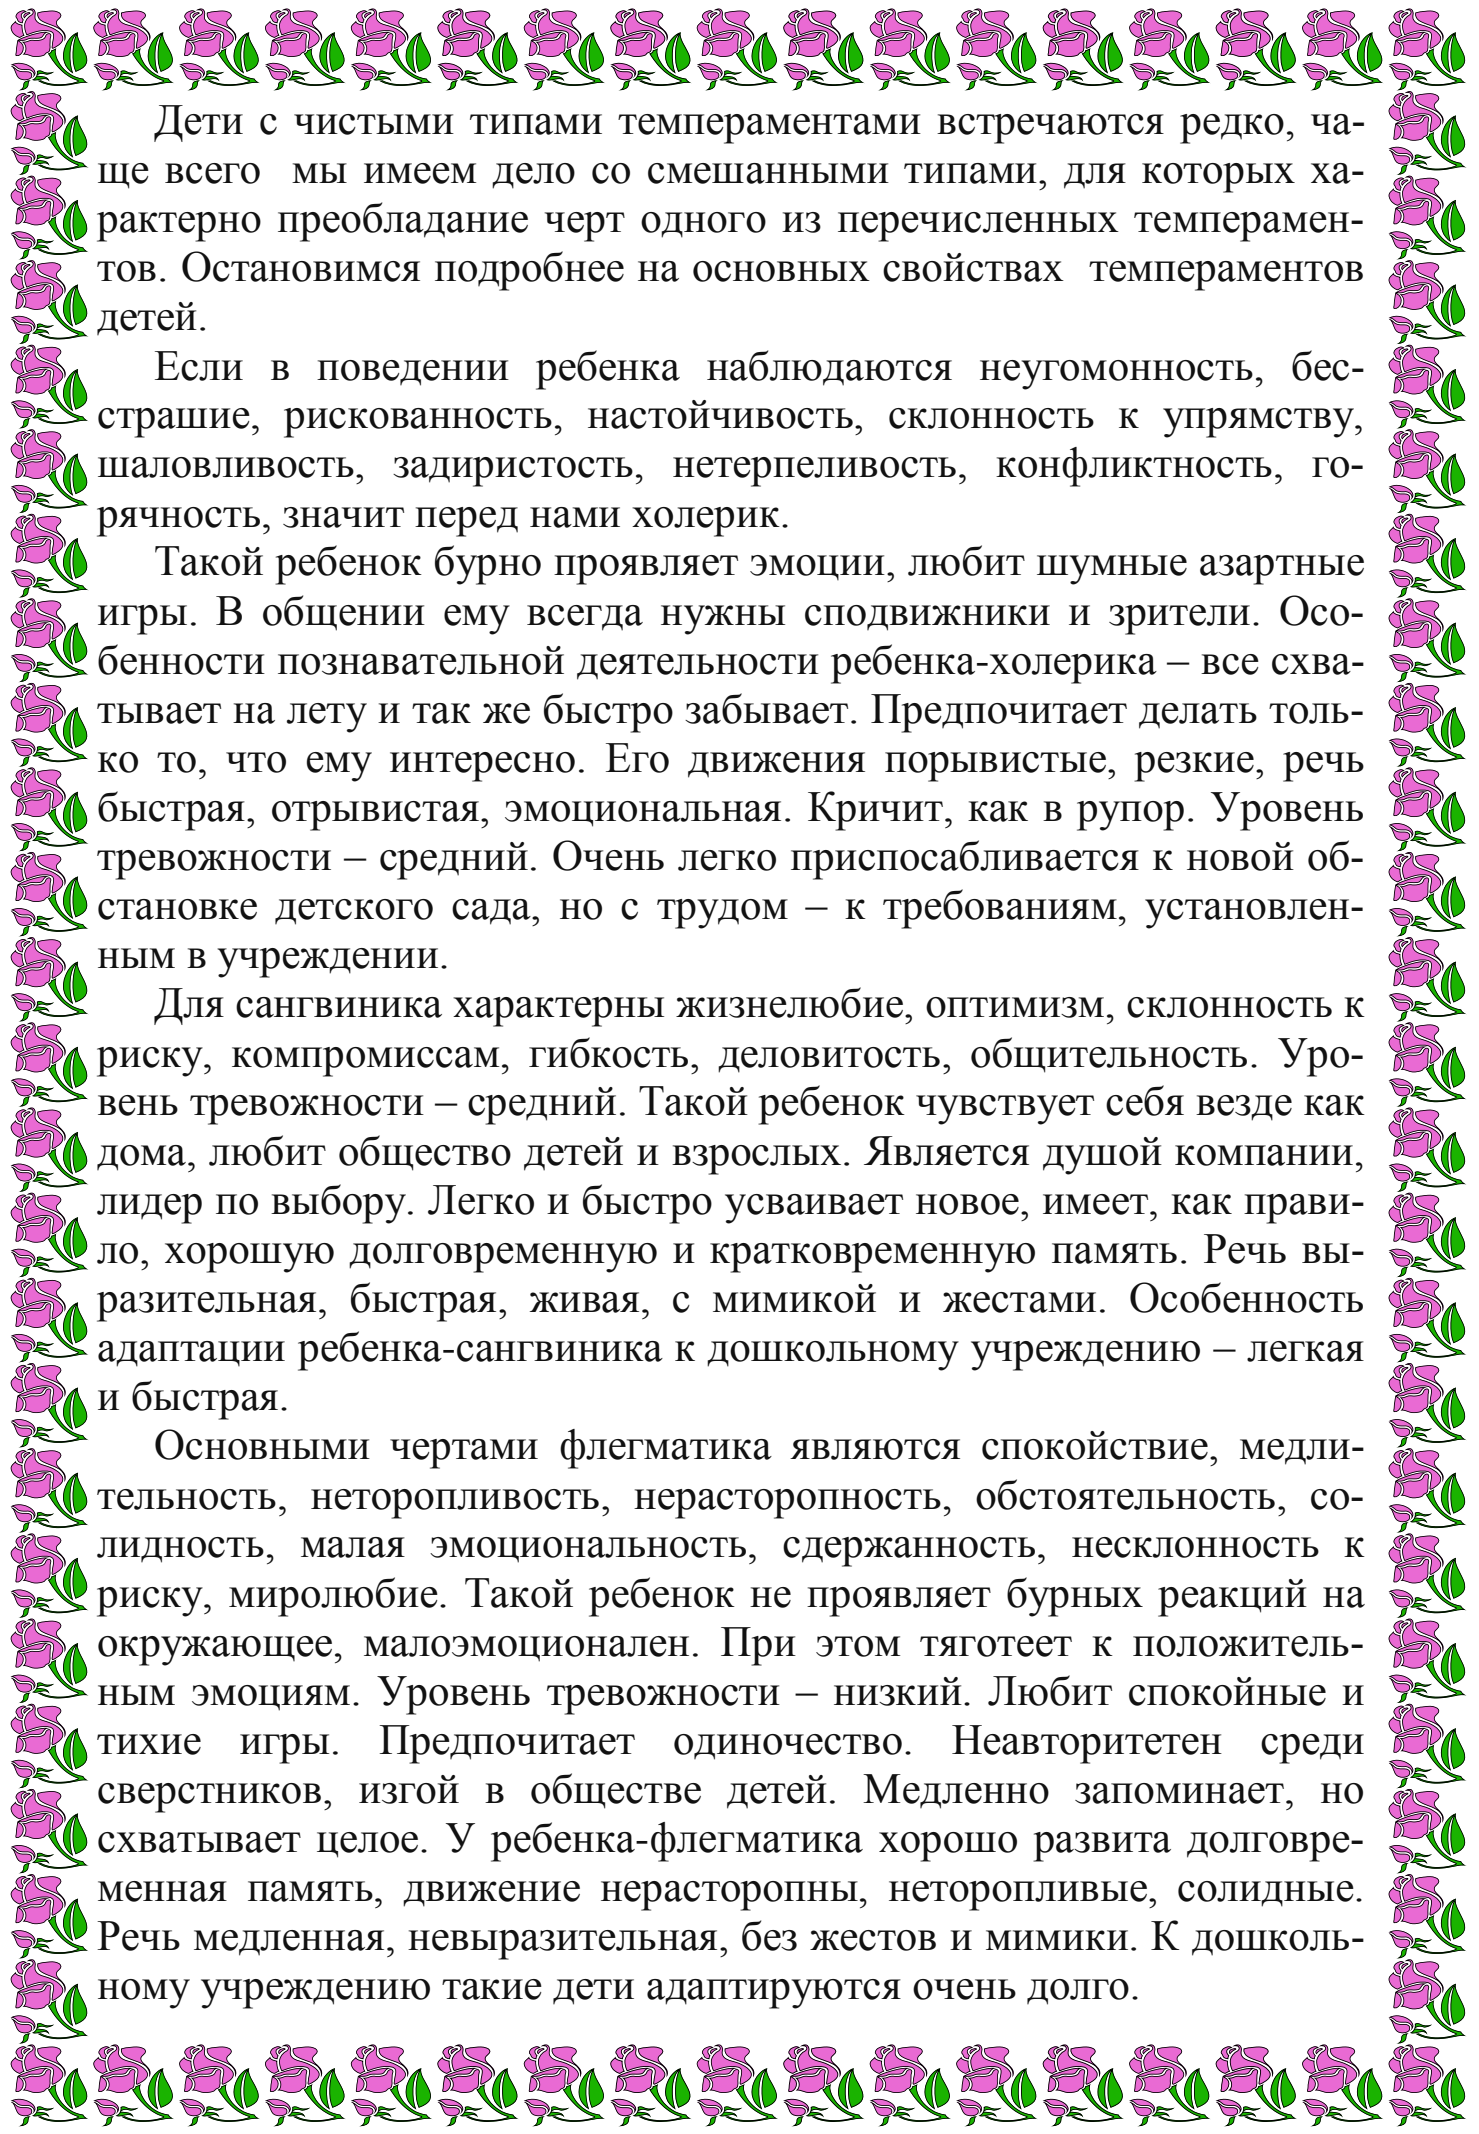 Дети с чистыми типами темпераментами встречаются редко, ча-
ще всего мы имеем дело со смешанными типами, для которых ха-
рактерно преобладание черт одного из перечисленных темперамен-
тов. Остановимся подробнее на основных свойствах темпераментов
детей.
Если в поведении ребенка наблюдаются неугомонность, бес-
страшие, рискованность, настойчивость, склонность к упрямству,
шаловливость, задиристость, нетерпеливость, конфликтность, го-
рячность, значит перед нами холерик.
Такой ребенок бурно проявляет эмоции, любит шумные азартные
игры. В общении ему всегда нужны сподвижники и зрители. Осо-
бенности познавательной деятельности ребенка-холерика – все схва-
тывает на лету и так же быстро забывает. Предпочитает делать толь-
ко то, что ему интересно. Его движения порывистые, резкие, речь
быстрая, отрывистая, эмоциональная. Кричит, как в рупор. Уровень
тревожности – средний. Очень легко приспосабливается к новой об-
становке детского сада, но с трудом – к требованиям, установлен-
ным в учреждении.
Для сангвиника характерны жизнелюбие, оптимизм, склонность к
риску, компромиссам, гибкость, деловитость, общительность. Уро-
вень тревожности – средний. Такой ребенок чувствует себя везде как
дома, любит общество детей и взрослых. Является душой компании,
лидер по выбору. Легко и быстро усваивает новое, имеет, как прави-
ло, хорошую долговременную и кратковременную память. Речь вы-
разительная, быстрая, живая, с мимикой и жестами. Особенность
адаптации ребенка-сангвиника к дошкольному учреждению – легкая
и быстрая.
Основными чертами флегматика являются спокойствие, медли-
тельность, неторопливость, нерасторопность, обстоятельность, со-
лидность, малая эмоциональность, сдержанность, несклонность к
риску, миролюбие. Такой ребенок не проявляет бурных реакций на
окружающее, малоэмоционален. При этом тяготеет к положитель-
ным эмоциям. Уровень тревожности – низкий. Любит спокойные и
тихие игры. Предпочитает одиночество. Неавторитетен среди
сверстников, изгой в обществе детей. Медленно запоминает, но
схватывает целое. У ребенка-флегматика хорошо развита долговре-
менная память, движение нерасторопны, неторопливые, солидные.
Речь медленная, невыразительная, без жестов и мимики. К дошколь-
ному учреждению такие дети адаптируются очень долго.